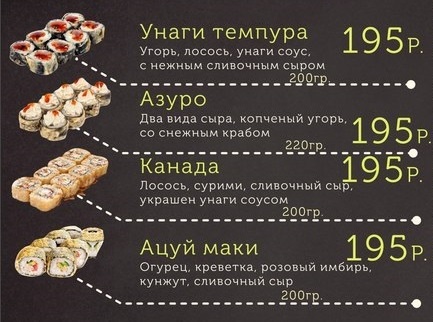 Унаги темпура 195Р.
Угорь, лосось, унаги соус,
с нежным сливочным сыром
200гр.
Азуро
Два вида сыра, копченый угорь,
со снежным крабом 195Р.
220гр.
Канада 195Р.
Лосось, сурими, сливочный сыр,
украшен унаги соусом
200гр.
Ацуй маки 195Р.
Огурец, креветка, розовый имбирь,
кунжут, сливочный сыр
200гр.